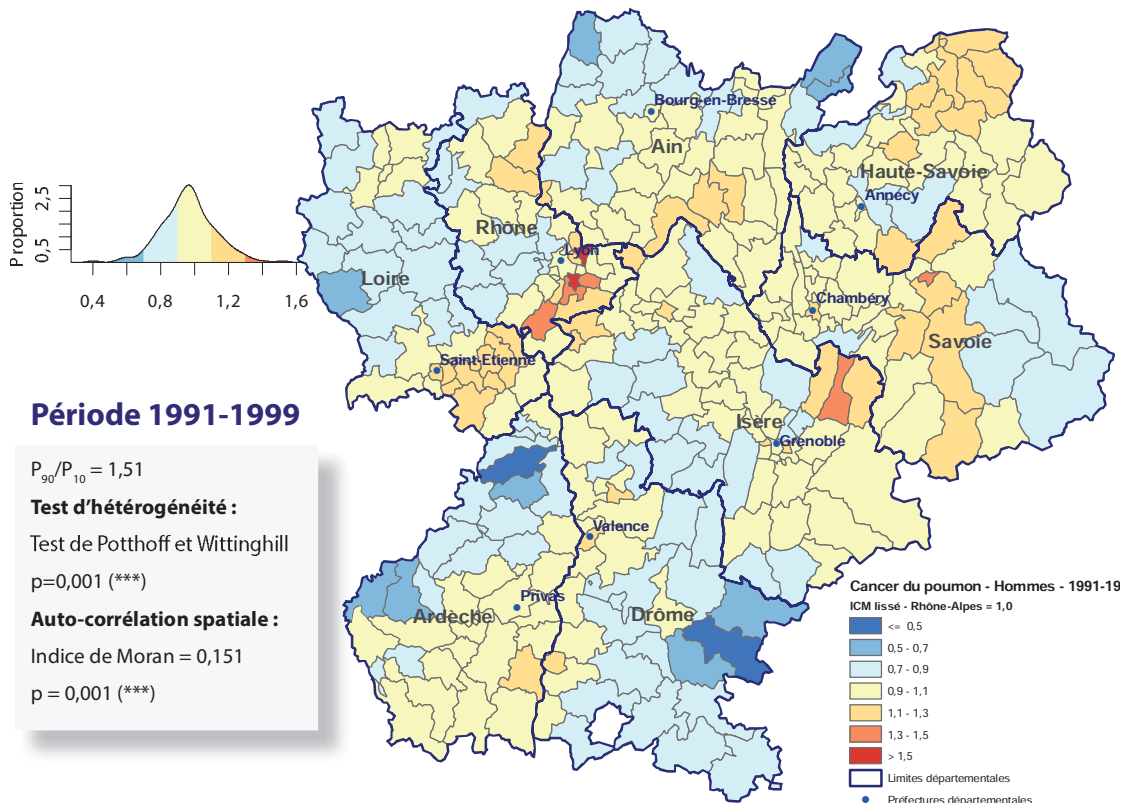 Bourg-en-Bresse
Ain
Haute-Savoie
Annecy
Rhône
Lyon
Loire
Chambéry
Savoie
Saint-Etienne
Isère
Grenoble
Valence
Privas
Ardèche
Drôme
Proportion
0,5 2,5
0,4 0,8 1,2 1,6
Période 1991-1999
P90/P10 = 1,51
Test d'hétérogénéité :
Test de Potthoff et Wittinghill
p=0,001 (***)
Auto-corrélation spatiale :
Indice de Moran = 0,151
p = 0,001 (***)
Cancer du poumon - Hommes - 1991-19
ICM lissé - Rhône-Alpes = 1,0
<= 0,5
0,5 - 0,7
0,7 - 0,9
0,9 - 1,1
1,1 - 1,3
1,3 - 1,5
> 1,5
Limites départementales
Préfectures départementales